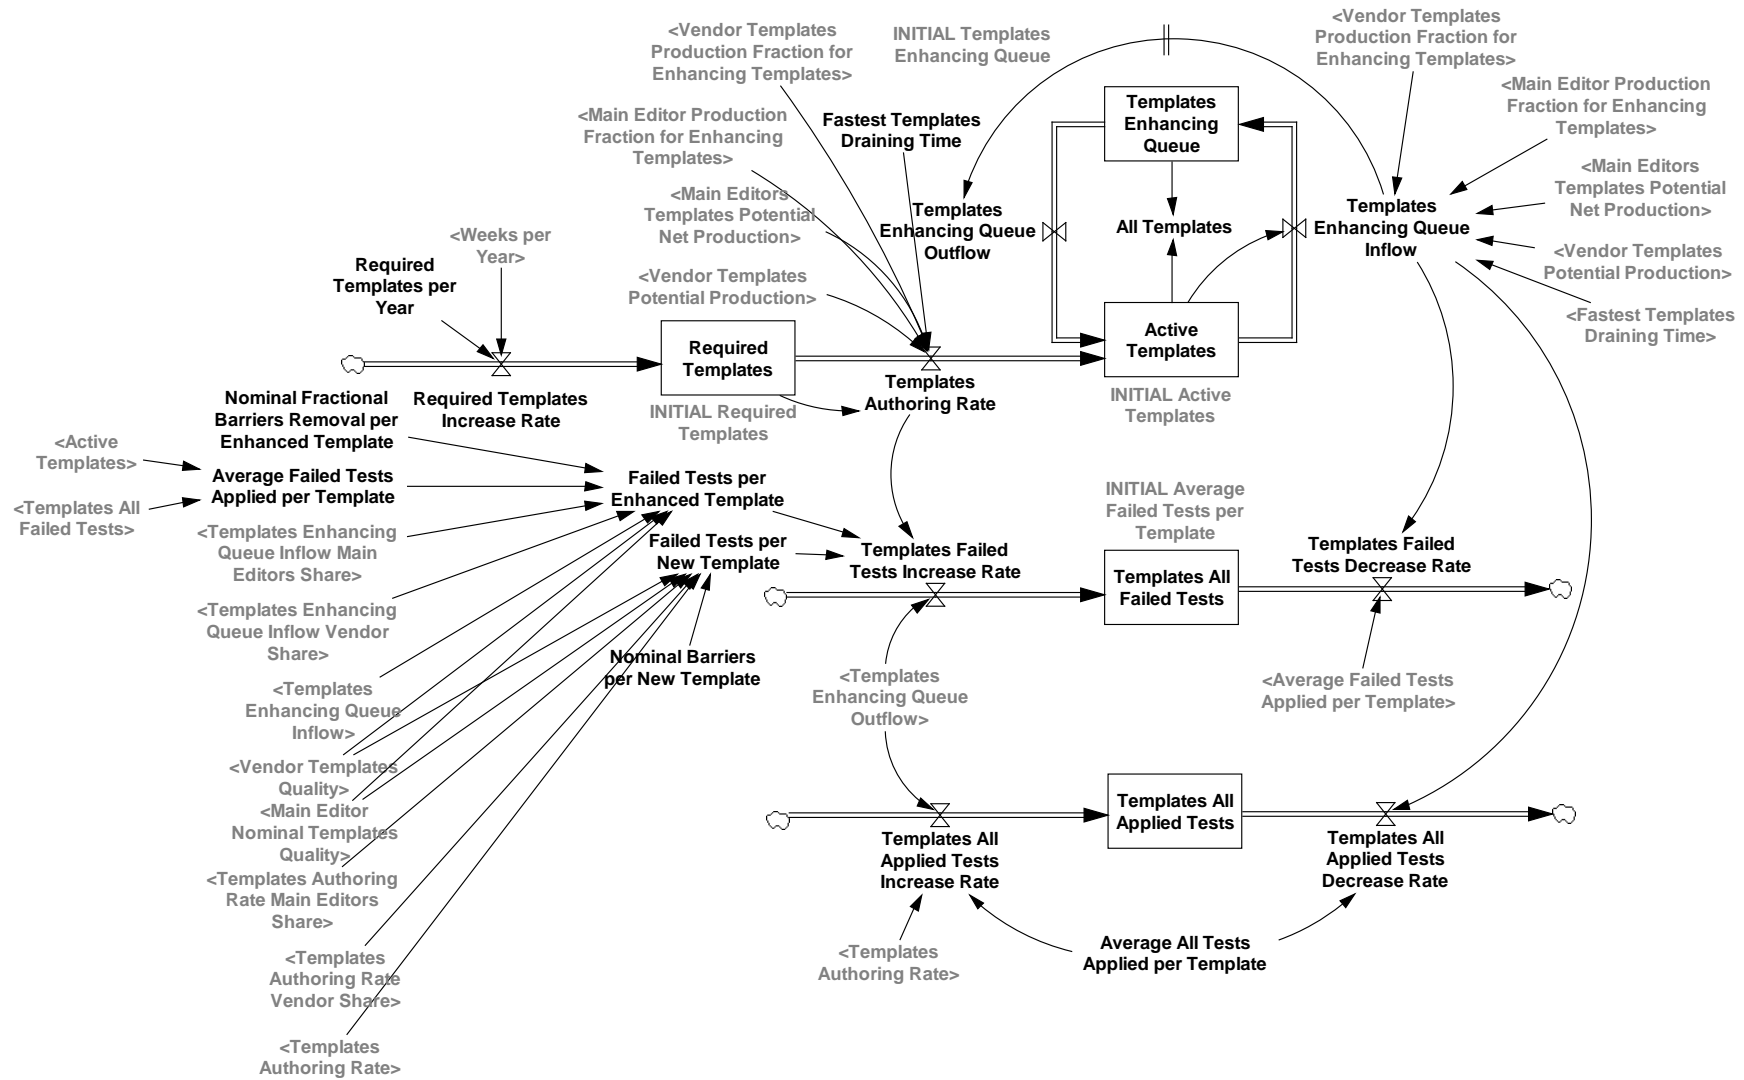 <Vendor Templates
Production Fraction for
Enhancing Templates>
INITIAL Templates
Enhancing Queue
<Vendor Templates
Production Fraction for
Enhancing Templates>
<Main Editor Production
Fraction for Enhancing
Templates>
<Main Editor Production
Fraction for Enhancing
Templates>
Fastest Templates
Draining Time
Templates
Enhancing
Queue
<Main Editors
Templates Potential
Net Production>
<Main Editors
Templates Potential
Net Production>
Templates
Enhancing Queue
Outflow
All Templates
Templates
Enhancing Queue
Inflow
<Weeks per
Year>
Required
Templates per
Year
<Vendor Templates
Potential Production>
<Vendor Templates
Potential Production>
<Fastest Templates
Draining Time>
Required
Templates
Active
Templates
Nominal Fractional
Barriers Removal per
Enhanced Template
Required Templates
Increase Rate
INITIAL Required
Templates
Templates
Authoring Rate
INITIAL Active
Templates
<Active
Templates>
Average Failed Tests
Applied per Template
<Templates All
Failed Tests>
Failed Tests per
Enhanced Template
INITIAL Average
Failed Tests per
Template
<Templates Enhancing
Queue Inflow Main
Editors Share>
Failed Tests per
New Template
Templates Failed
Tests Increase Rate
Templates All
Failed Tests
Templates Failed
Tests Decrease Rate
<Templates Enhancing
Queue Inflow Vendor
Share>
Nominal Barriers
per New Template
<Templates
Enhancing Queue
Outflow>
<Average Failed Tests
Applied per Template>
<Templates
Enhancing Queue
Inflow>
<Vendor Templates
Quality>
<Main Editor
Nominal Templates
Quality>
Templates All
Applied Tests
Templates All
Applied Tests
Increase Rate
Templates All
Applied Tests
Decrease Rate
<Templates Authoring
Rate Main Editors
Share>
<Templates
Authoring Rate>
Average All Tests
Applied per Template
<Templates
Authoring Rate
Vendor Share>
<Templates
Authoring Rate>